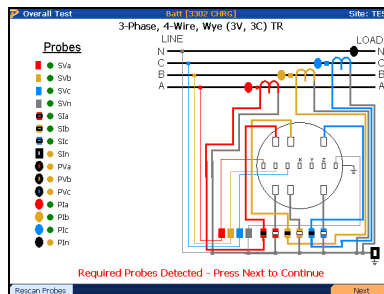 Overall Test Batt [3302 CHRG] Site: TES
3-Phase, 4-Wire, Wye (3V, 3C) TR
Probes
LINE LOAD
N N
C C
B B
A A
SVa
SVb
SVc
SVn
SIa
SIb
SIc
SIn
PVa
PVb
PVc
PIa
PIb
PIc
PIn
K Y Z
Required Probes Detected - Press Next to Continue
Rescan Probes Next